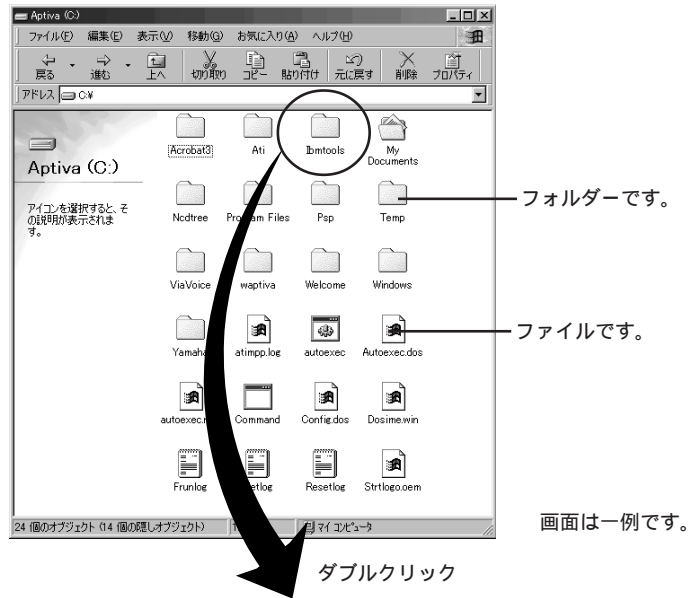 Aptiva (C:)
ファイル(F) 編集(E) 表示(V) 移動(G) お気に入り(A) ヘルプ(H)
戻る 進む 上へ 切り取り コピー 貼り付け 元に戻す 削除 プロパティ
アドレス C:¥
Aptiva (C:)
アイコンを選択すると、そ
の説明が表示されま
す。
Acrobat3 Ati Ibmtools My
Documents
Ncdtree Program Files Psp Temp
フォルダーです。
ViaVoice waptiva Welcome Windows
Yamaha atimpp.log autoexec Autoexec.dos
ファイルです。
Command Config.dos Dosime.win
Frunlog Resetlog Strtlogo.oem
24 個のオブジェクト (14 個の隠しオブジェクト) マイ コンピュータ
画面は一例です。
ダブルクリック